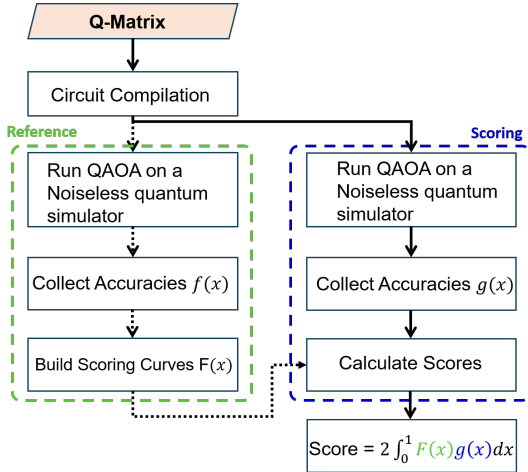 Q-Matrix
Circuit Compilation
Reference
Run QAOA on a
Noiseless quantum
simulator
Collect Accuracies f(x)
Build Scoring Curves F(x)
Scoring
Run QAOA on a
Noiseless quantum
simulator
Collect Accuracies g(x)
Calculate Scores
Score = 2 ∫₀¹ F(x)g(x)dx